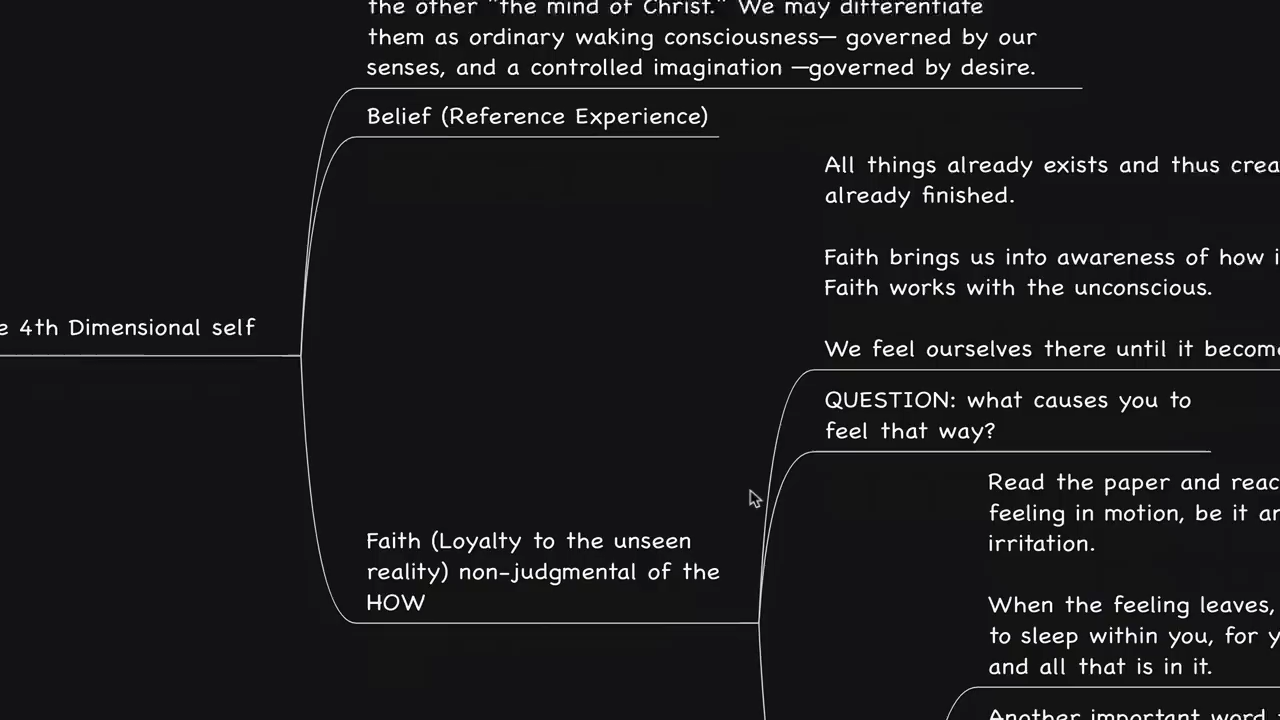 the other "the mind of Christ." We may differentiate
them as ordinary waking consciousness— governed by our
senses, and a controlled imagination —governed by desire.
Belief (Reference Experience)
All things already exists and thus
already finished.
Faith brings us into awareness of how
Faith works with the unconscious.
4th Dimensional self
We feel ourselves there until it
QUESTION: what causes you to
feel that way?
Read the paper and
feeling in motion, be it
irritation.
Faith (Loyalty to the unseen
reality) non-judgmental of the
HOW
When the feeling leaves,
to sleep within you, for
and all that is in it.
Another important word